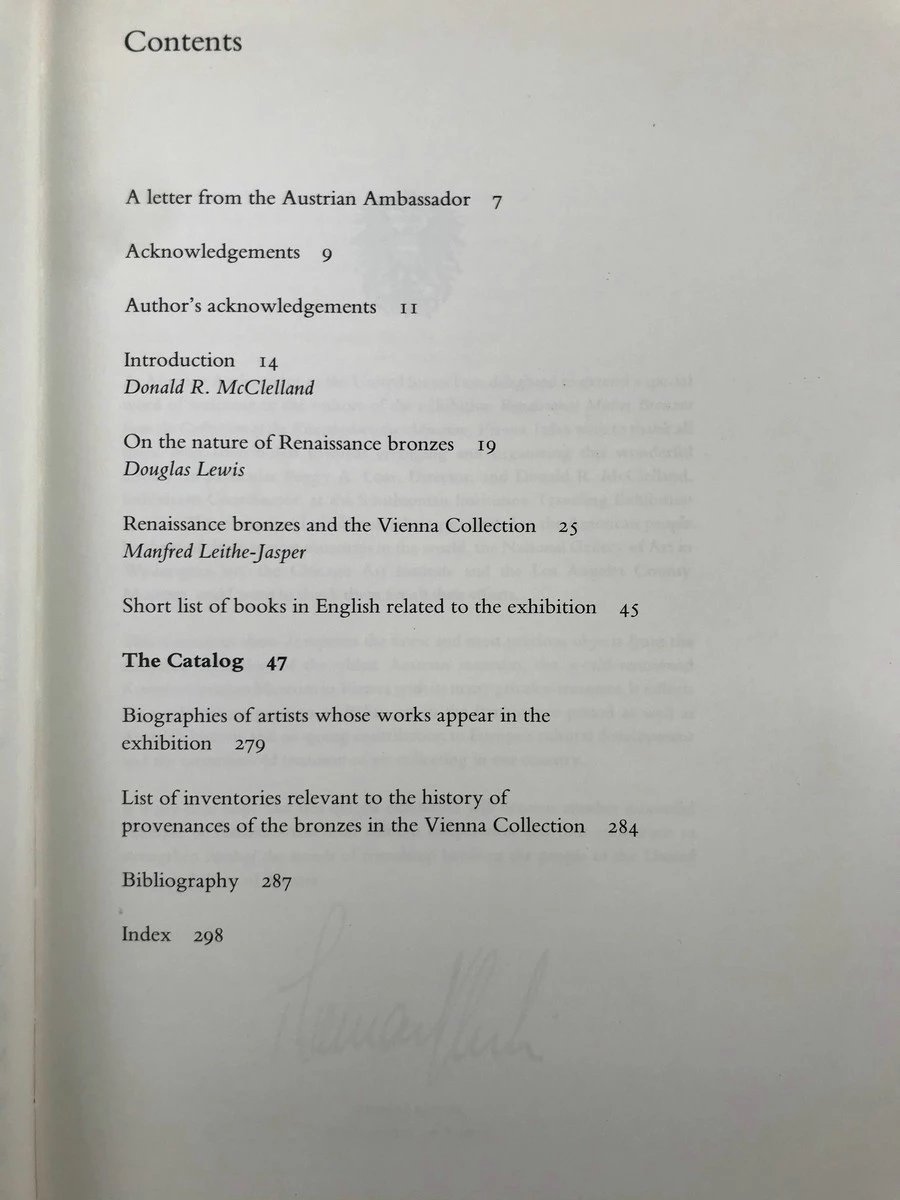 Contents
A letter from the Austrian Ambassador 7
Acknowledgements 9
Author's acknowledgements 11
Introduction 14
Donald R. McClelland
On the nature of Renaissance bronzes 19
Douglas Lewis
Renaissance bronzes and the Vienna Collection 25
Manfred Leithe-Jasper
Short list of books in English related to the exhibition 45
The Catalog 47
Biographies of artists whose works appear in the
exhibition 279
List of inventories relevant to the history of
provenances of the bronzes in the Vienna Collection 284
Bibliography 287
Index 298